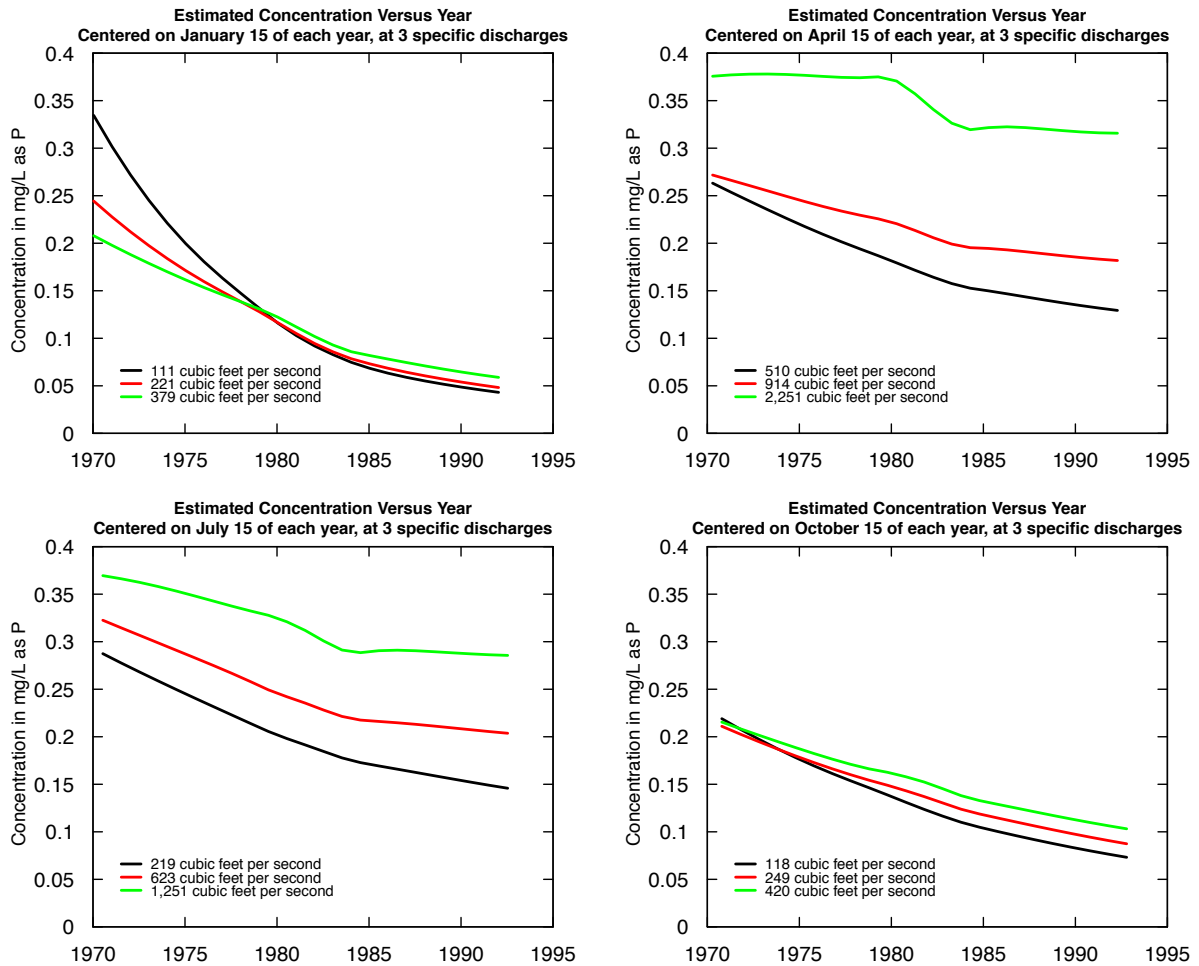 Estimated Concentration Versus Year
Centered on January 15 of each year, at 3 specific discharges
Concentration in mg/L as P
0.4
0.35
0.3
0.25
0.2
0.15
0.1
0.05
0
111 cubic feet per second
221 cubic feet per second
379 cubic feet per second
1970 1975 1980 1985 1990 1995
Estimated Concentration Versus Year
Centered on April 15 of each year, at 3 specific discharges
Concentration in mg/L as P
0.4
0.35
0.3
0.25
0.2
0.15
0.1
0.05
0
510 cubic feet per second
914 cubic feet per second
2,251 cubic feet per second
1970 1975 1980 1985 1990 1995
Estimated Concentration Versus Year
Centered on July 15 of each year, at 3 specific discharges
Concentration in mg/L as P
0.4
0.35
0.3
0.25
0.2
0.15
0.1
0.05
0
219 cubic feet per second
623 cubic feet per second
1,251 cubic feet per second
1970 1975 1980 1985 1990 1995
Estimated Concentration Versus Year
Centered on October 15 of each year, at 3 specific discharges
Concentration in mg/L as P
0.4
0.35
0.3
0.25
0.2
0.15
0.1
0.05
0
118 cubic feet per second
249 cubic feet per second
420 cubic feet per second
1970 1975 1980 1985 1990 1995